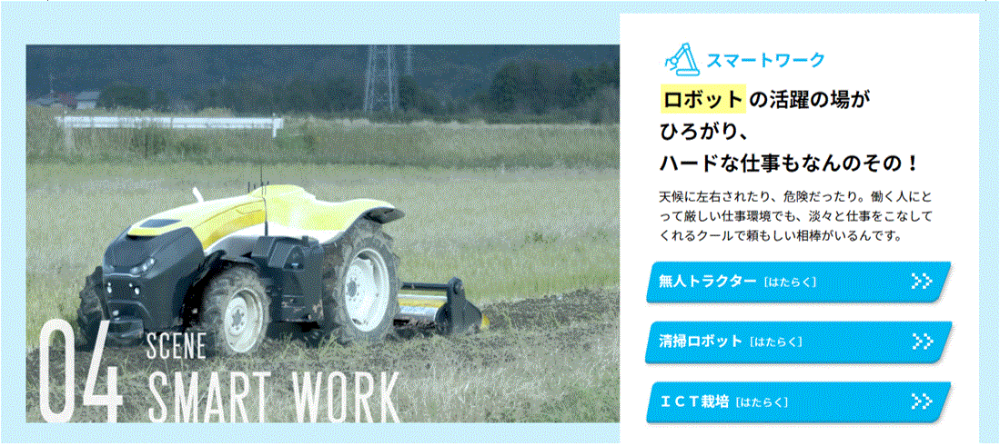 04
SCENE
SMART WORK
スマートワーク
ロボットの活躍の場が
ひろがり、
ハードな仕事もなんのその！
天候に左右されたり、危険だったり。働く人にと
って厳しい仕事環境でも、淡々と仕事をこなして
くれるクールで頼もしい相棒がいるんです。
無人トラクター［はたらく］
清掃ロボット［はたらく］
ＩＣＴ栽培［はたらく］